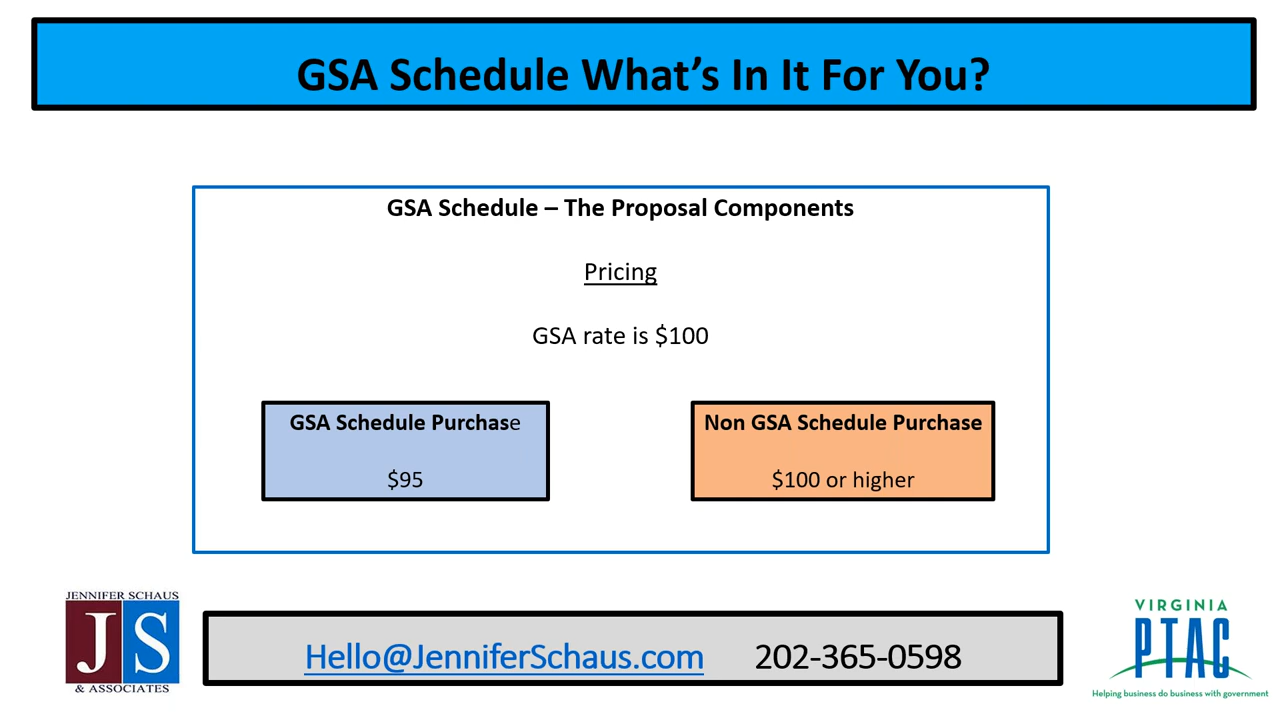 GSA Schedule What's In It For You?
GSA Schedule – The Proposal Components
Pricing
GSA rate is $100
GSA Schedule Purchase
$95
Non GSA Schedule Purchase
$100 or higher
JENNIFER SCHAUS
JS
& ASSOCIATES
Hello@JenniferSchaus.com 202-365-0598
VIRGINIA
PTAC
Helping business do business with government